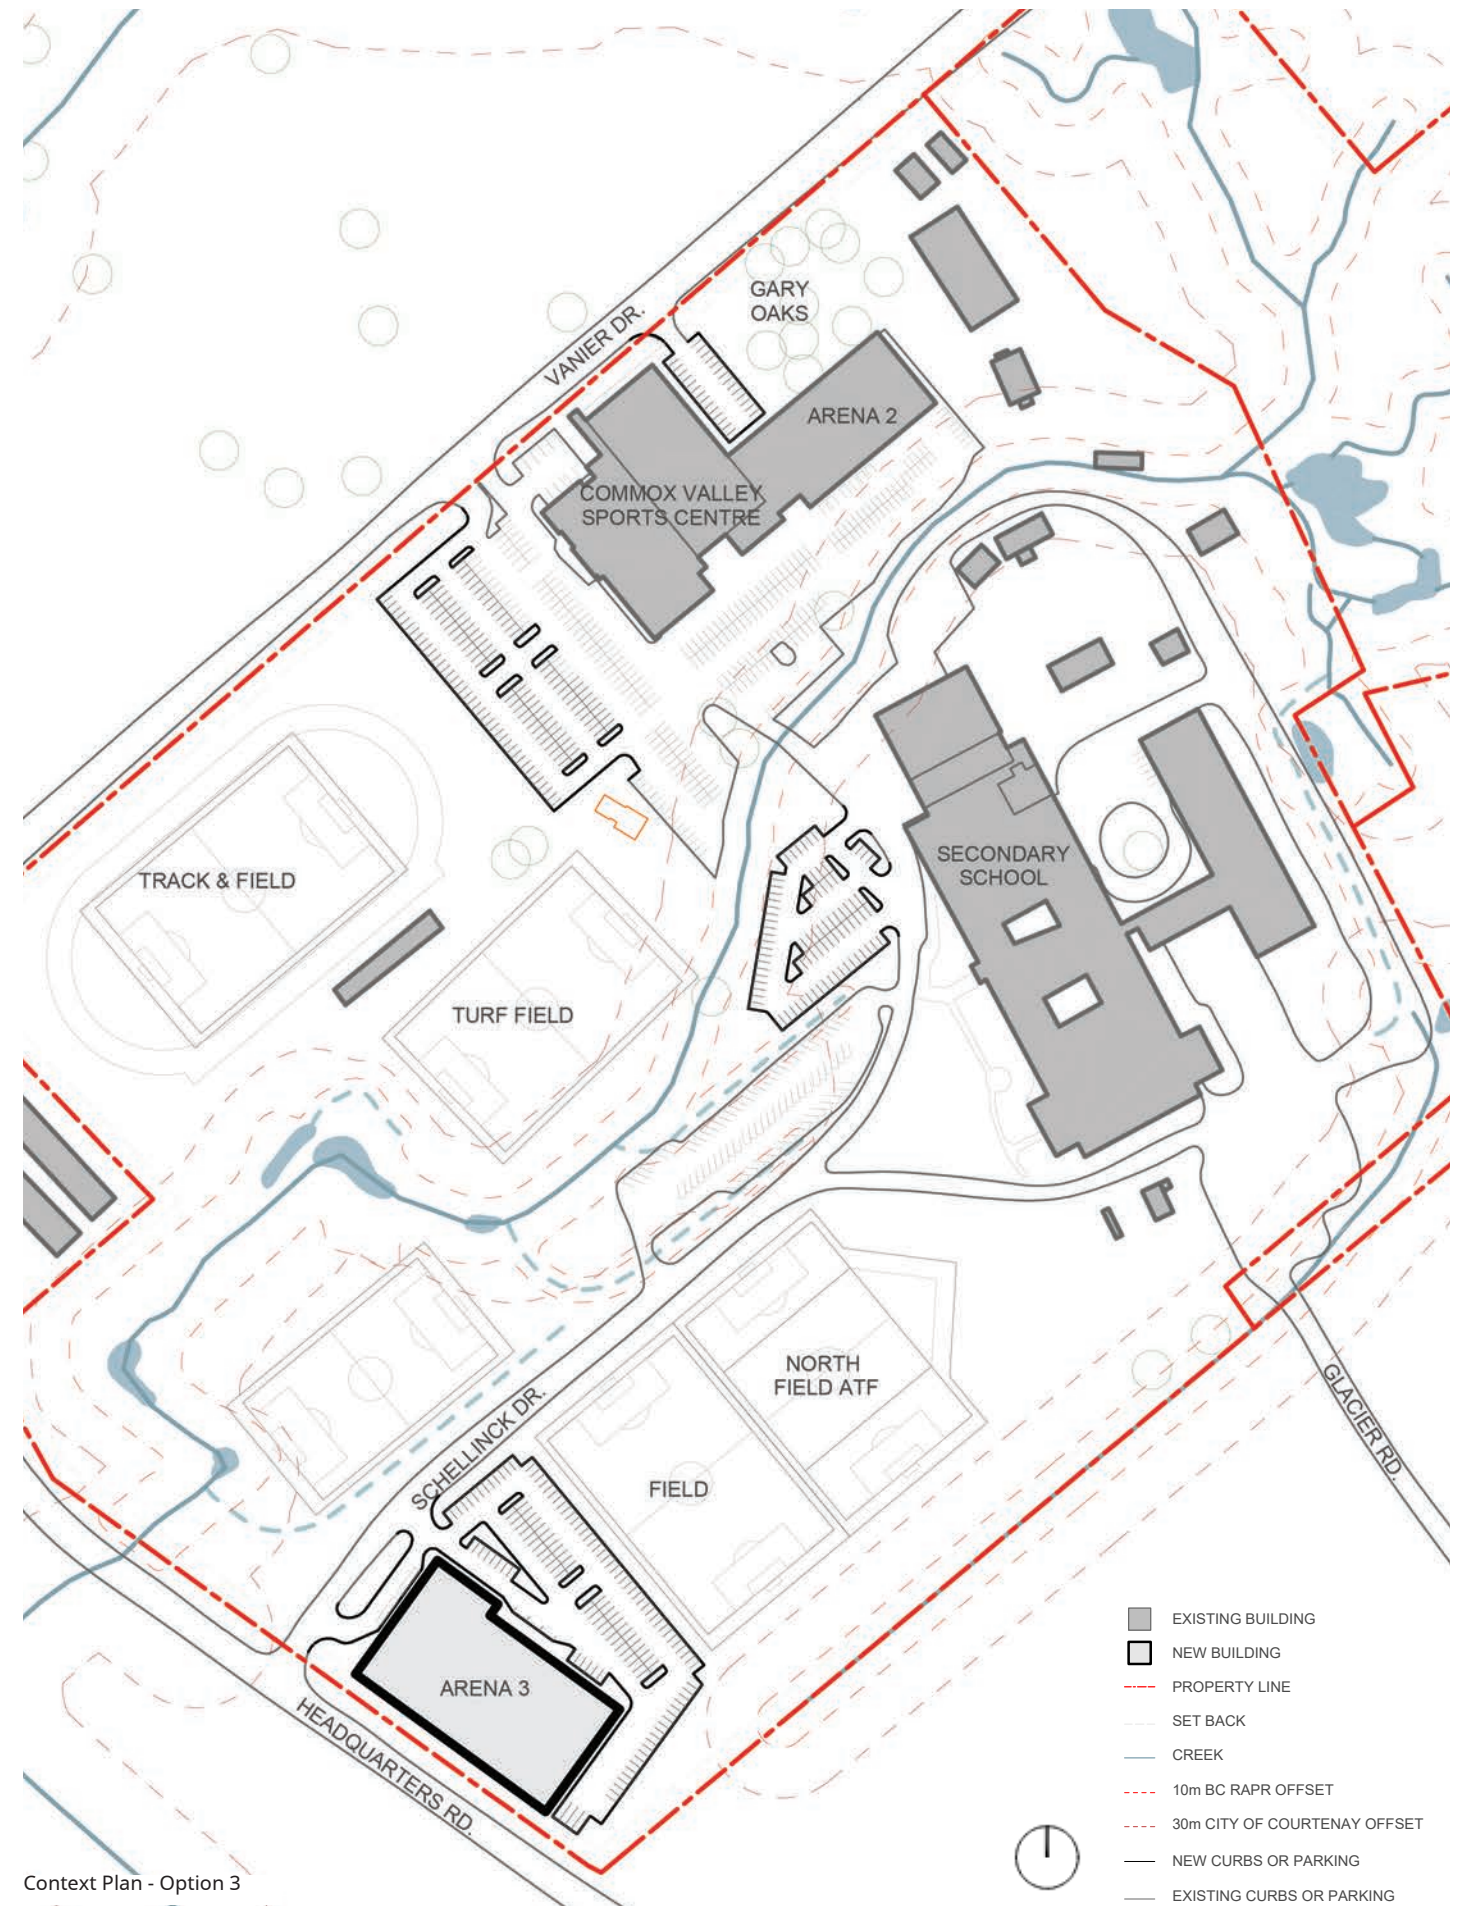 VANIER DR.
GARY
OAKS
ARENA 2
COMMOX VALLEY
SPORTS CENTRE
TRACK & FIELD
SECONDARY
SCHOOL
TURF FIELD
NORTH
FIELD ATF
GLACIER RD.
SCHELLINCK DR.
FIELD
ARENA 3
HEADQUARTERS RD.
EXISTING BUILDING
NEW BUILDING
PROPERTY LINE
SET BACK
CREEK
10m BC RAPR OFFSET
30m CITY OF COURTENAY OFFSET
NEW CURBS OR PARKING
EXISTING CURBS OR PARKING
Context Plan - Option 3